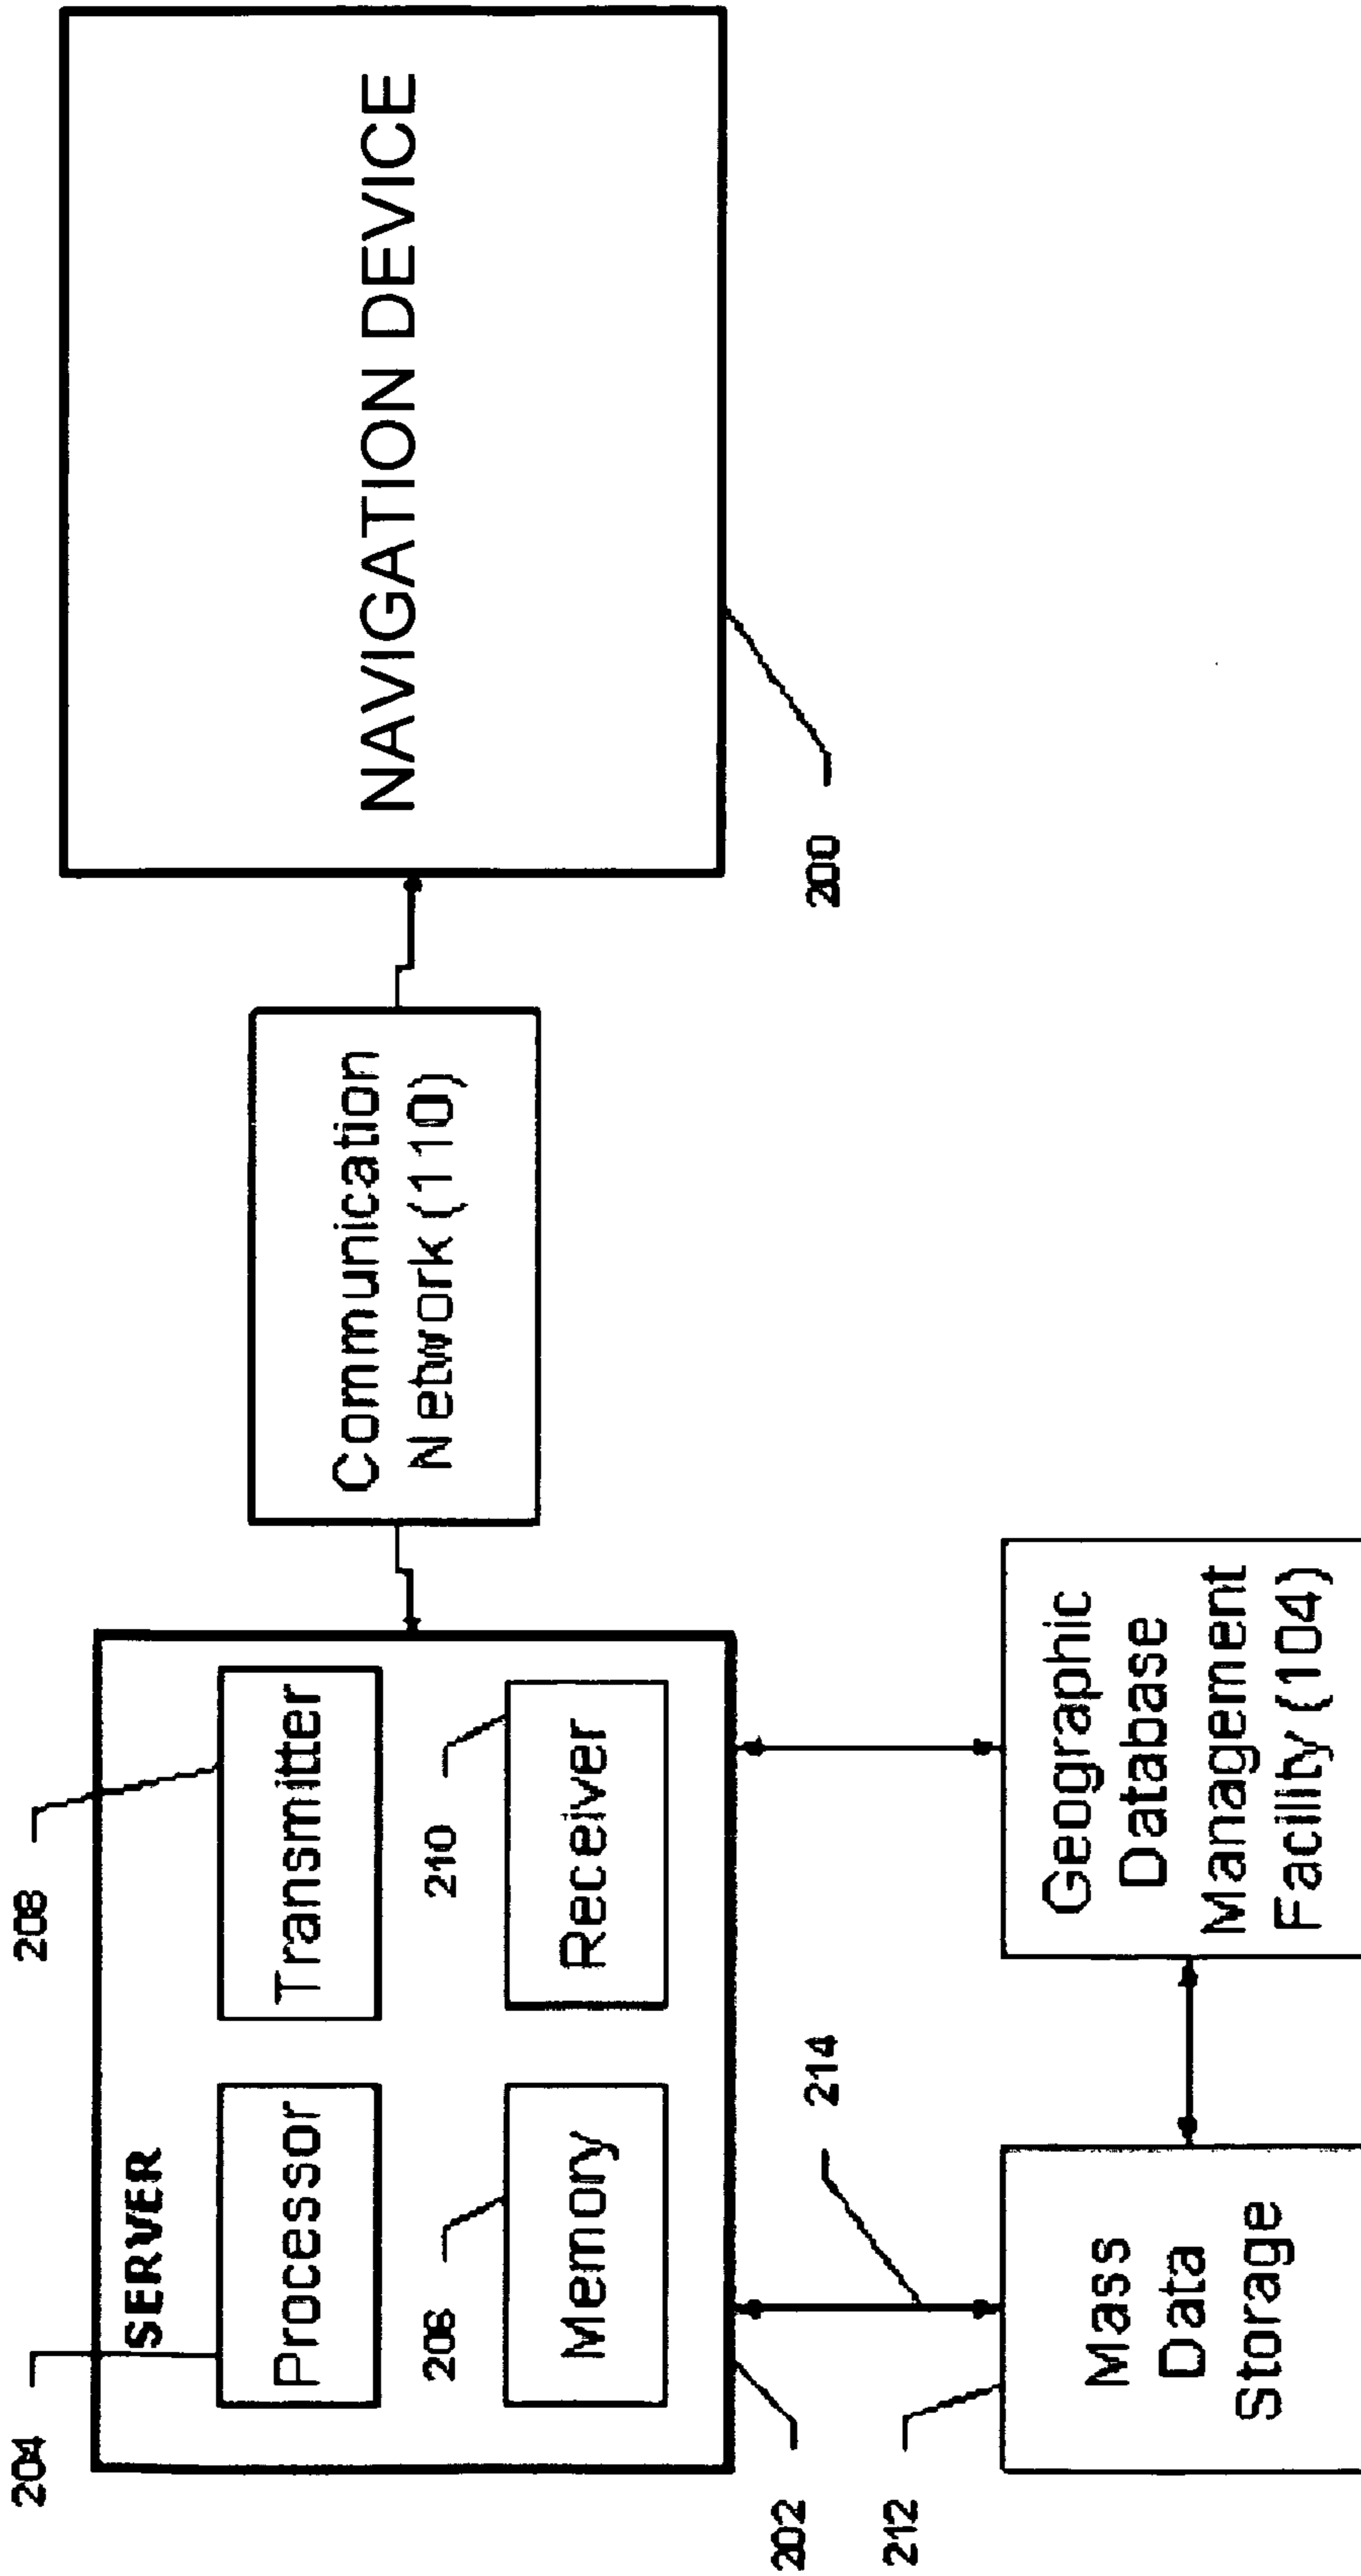 204
208
SERVER
Processor
Transmitter
206
210
Memory
Receiver
Communication
Network (110)
NAVIGATION DEVICE
200
202
214
212
Mass
Data
Storage
Geographic
Database
Management
Facility (104)